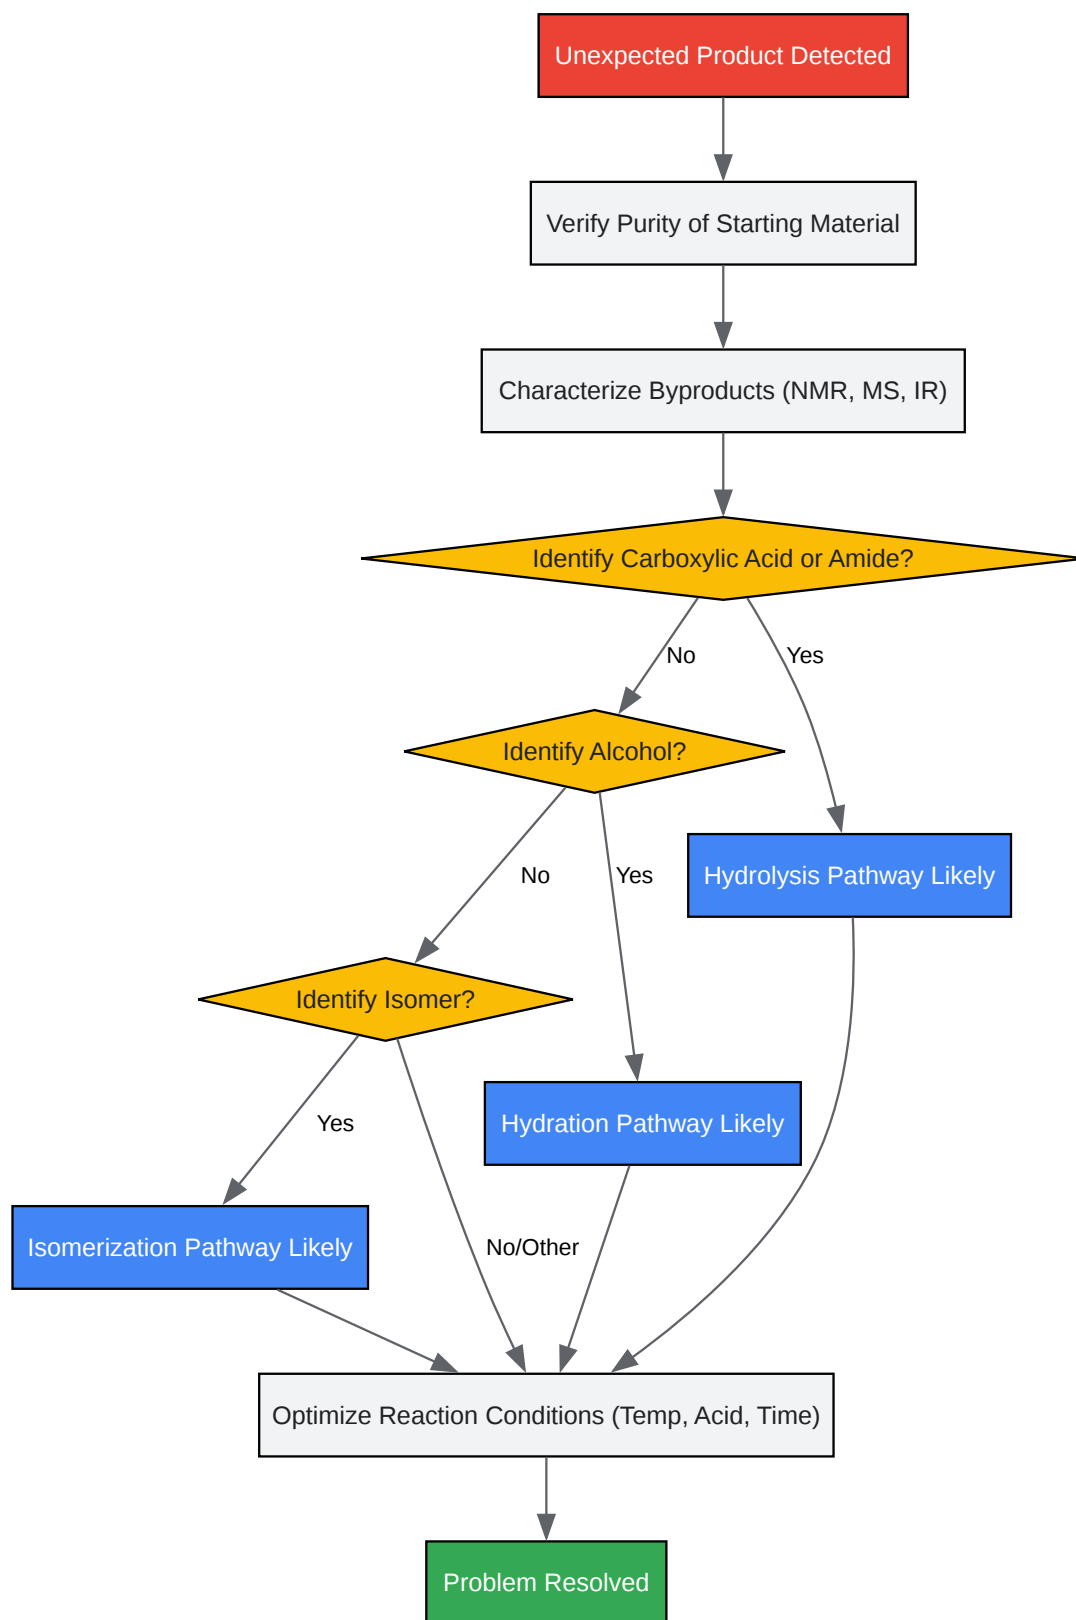 Unexpected Product Detected
Verify Purity of Starting Material
Characterize Byproducts (NMR, MS, IR)
Identify Carboxylic Acid or Amide?
No
Yes
Identify Alcohol?
Hydrolysis Pathway Likely
No
Yes
Identify Isomer?
Hydration Pathway Likely
Yes
Isomerization Pathway Likely
No/Other
Optimize Reaction Conditions (Temp, Acid, Time)
Problem Resolved